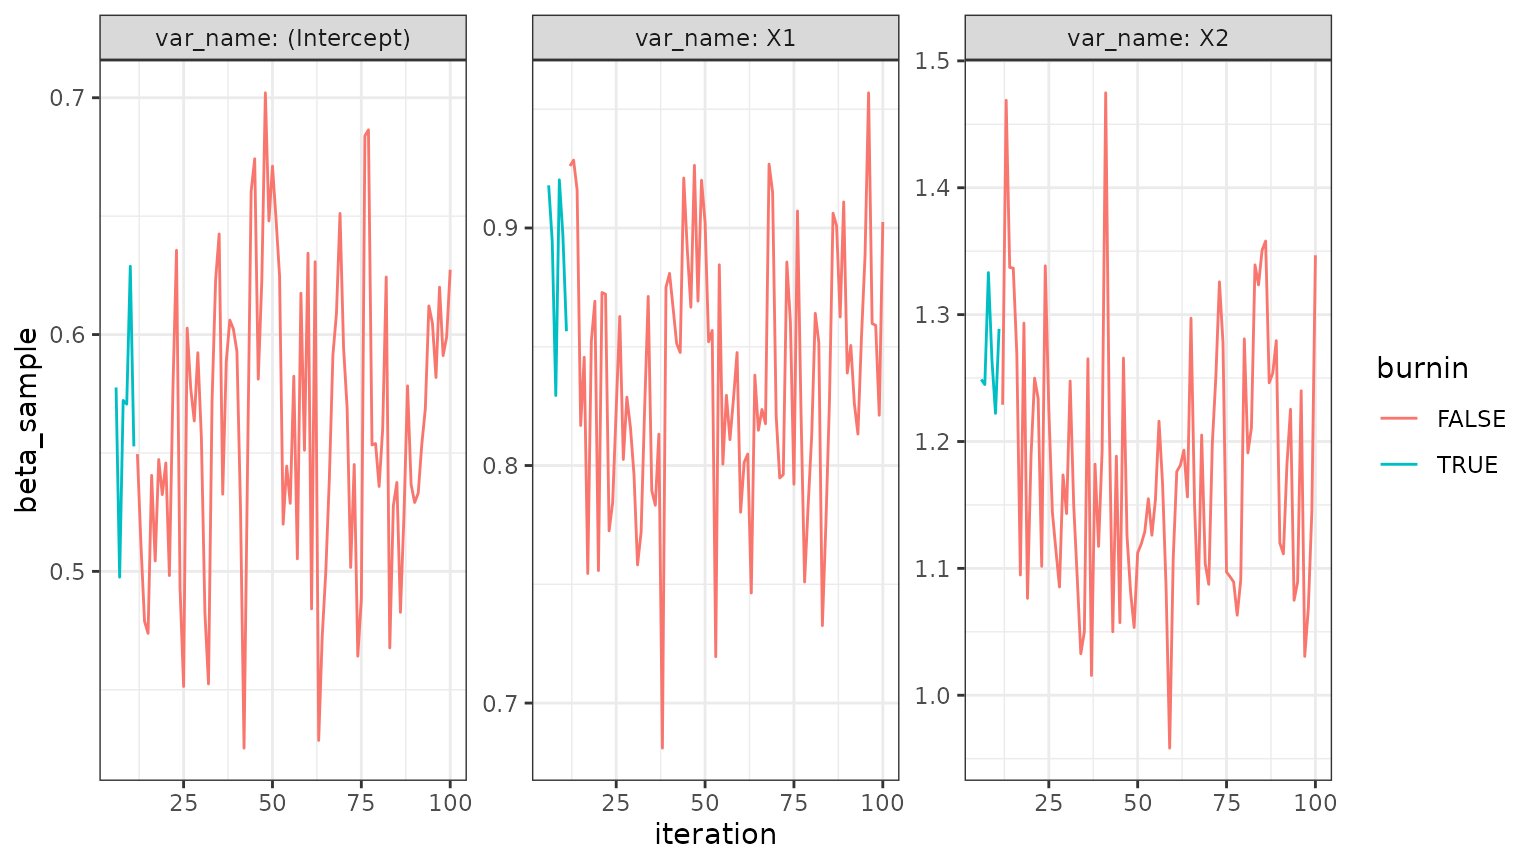 var_name: (Intercept)
var_name: X1
var_name: X2
0.7
0.6
0.5
0.9
0.8
0.7
1.5
1.4
1.3
1.2
1.1
1.0
25 50 75 100
25 50 75 100
25 50 75 100
iteration
beta_sample
burnin
FALSE
TRUE